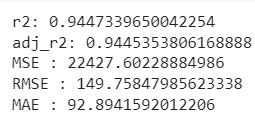 r2: 0.9447339650042254
adj_r2: 0.9445353806168888
MSE : 22427.60228884986
RMSE : 149.75847985623338
MAE : 92.8941592012206